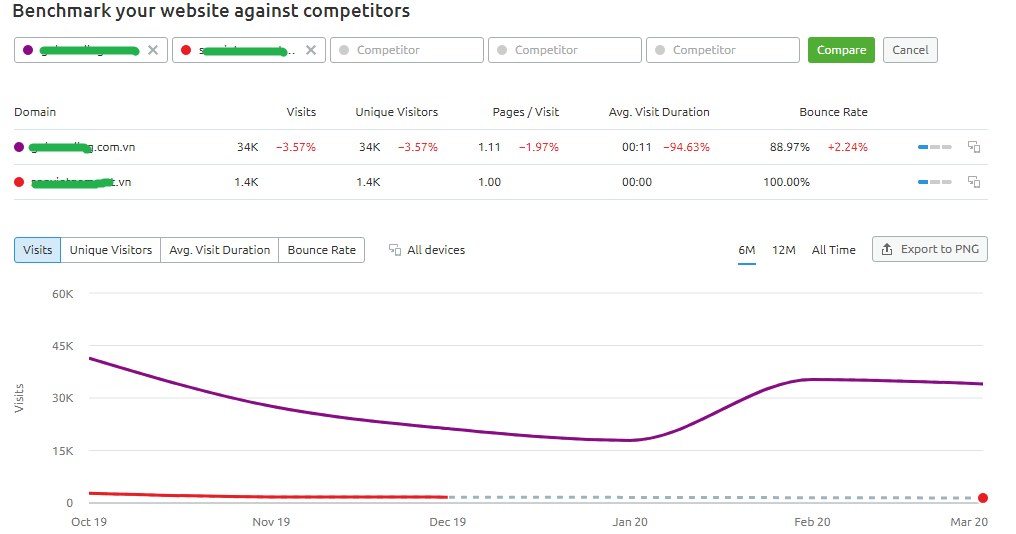 Benchmark your website against competitors
Competitor Competitor Competitor Compare Cancel
Domain Visits Unique Visitors Pages / Visit Avg. Visit Duration Bounce Rate
.com.vn 34K −3.57% 34K −3.57% 1.11 −1.97% 00:11 −94.63% 88.97% +2.24%
.vn 1.4K 1.4K 1.00 00:00 100.00%
Visits Unique Visitors Avg. Visit Duration Bounce Rate All devices 6M 12M All Time Export to PNG
60K
45K
30K
15K
0
Visits
Oct 19 Nov 19 Dec 19 Jan 20 Feb 20 Mar 20